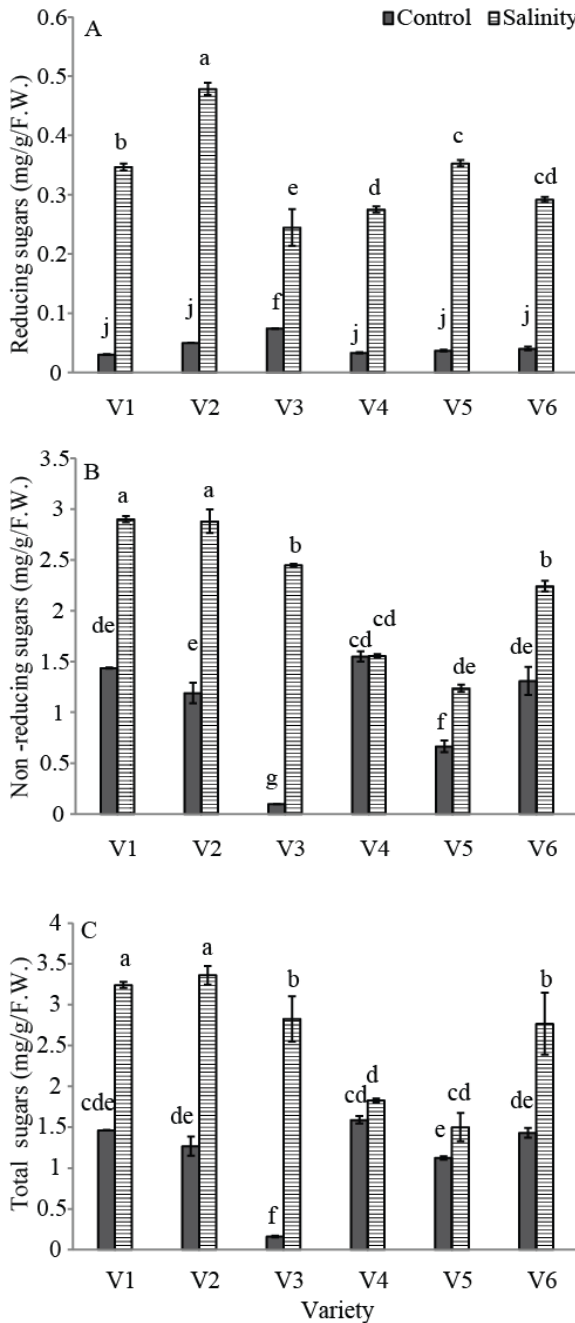 A
Control Salinity
Reducing sugars (mg/g/F.W.)
0.6
0.5
0.4
0.3
0.2
0.1
0
j b j a f e j d j c j cd
V1 V2 V3 V4 V5 V6
B
Non -reducing sugars (mg/g/F.W.)
3.5
3
2.5
2
1.5
1
0.5
0
de a e a g b cd cd f de de b
V1 V2 V3 V4 V5 V6
C
Total sugars (mg/g/F.W.)
4
3.5
3
2.5
2
1.5
1
0.5
0
cde a de a f b cd d e cd de b
V1 V2 V3 V4 V5 V6
Variety